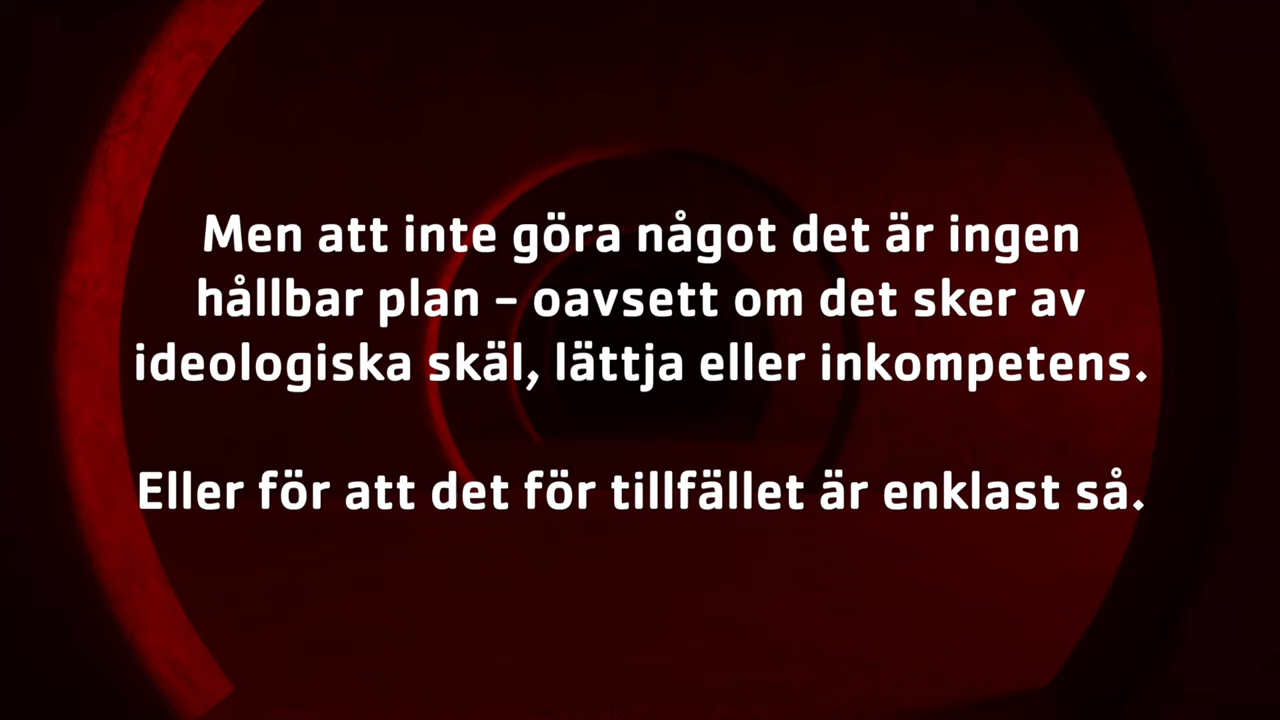 Men att inte göra något det är ingen
hållbar plan – oavsett om det sker av
ideologiska skäl, lättja eller inkompetens.
Eller för att det för tillfället är enklast så.